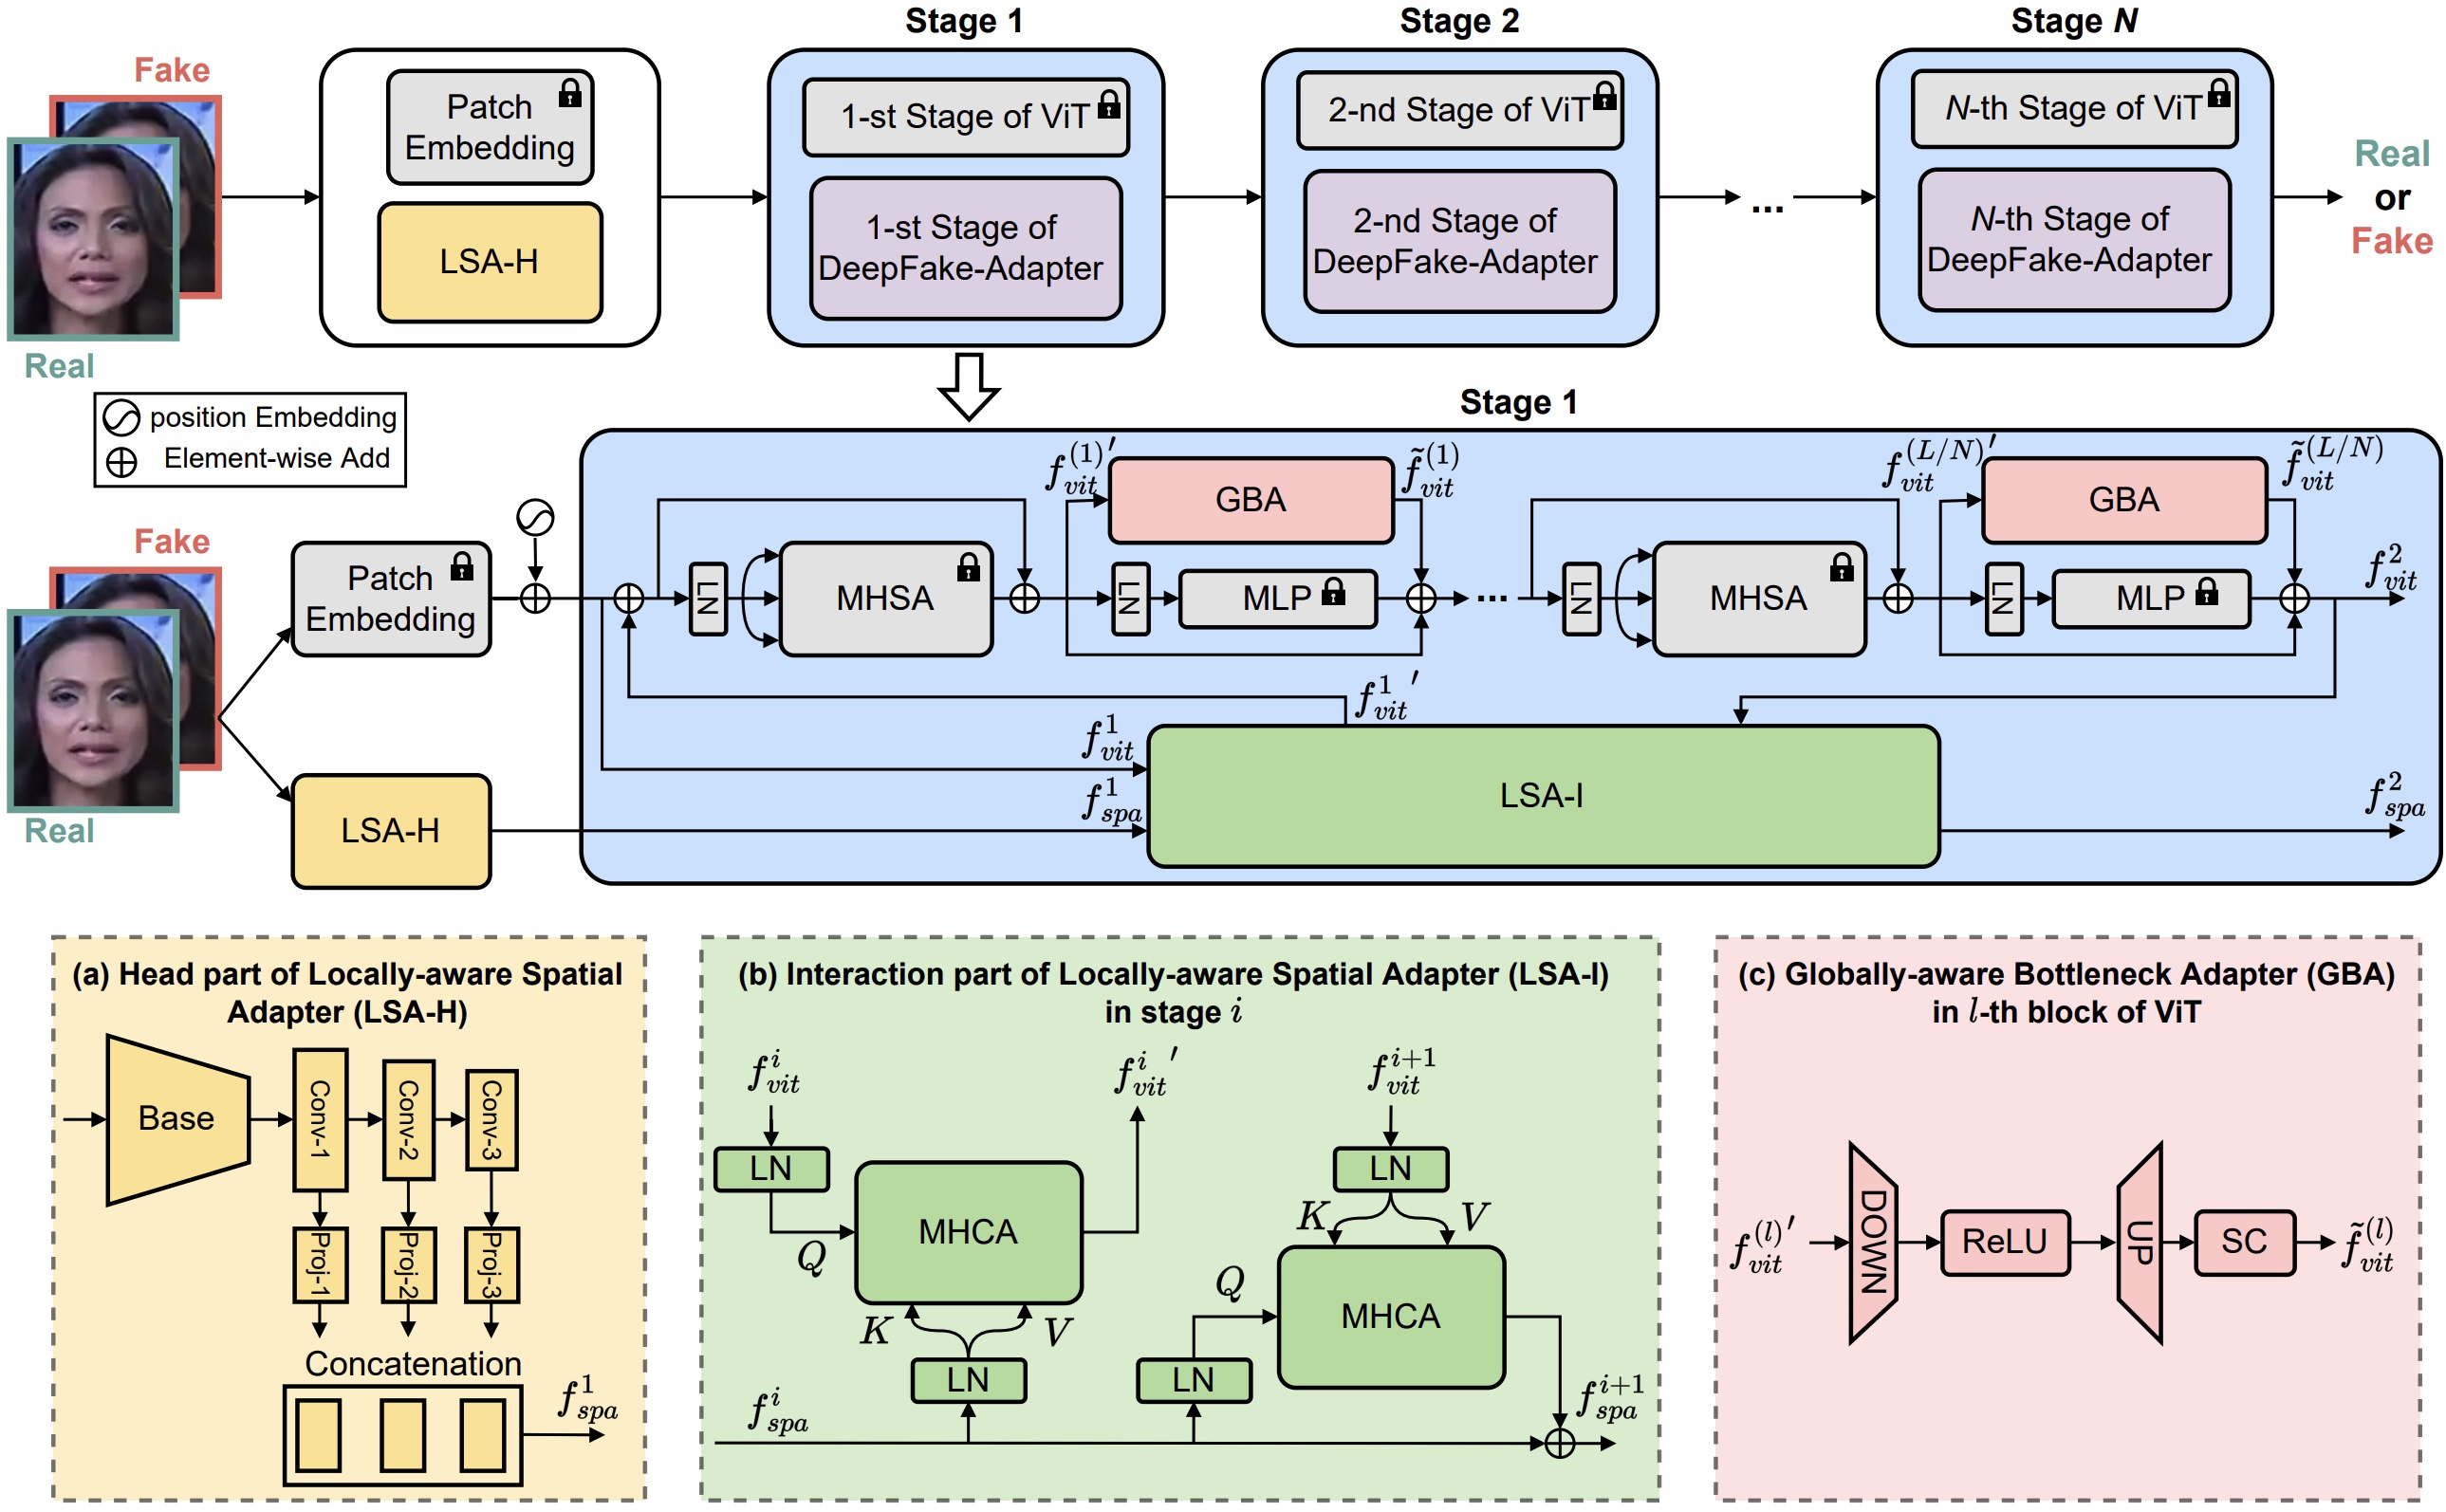 Stage 1
Stage 2
Stage N
Fake
Real
Patch
Embedding
LSA-H
1-st Stage of ViT
1-st Stage of
DeepFake-Adapter
2-nd Stage of ViT
2-nd Stage of
DeepFake-Adapter
...
N-th Stage of ViT
N-th Stage of
DeepFake-Adapter
Real
or
Fake
position Embedding
Element-wise Add
Stage 1
Fake
Real
Patch
Embedding
LSA-H
LN
MHSA
f_{vit}^{(1)'}
GBA
\tilde{f}_{vit}^{(1)}
LN
MLP
...
LN
MHSA
f_{vit}^{(L/N)'}
GBA
\tilde{f}_{vit}^{(L/N)}
LN
MLP
f_{vit}^{2}
f_{vit}^{1}'
f_{vit}^{1}
f_{spa}^{1}
LSA-I
f_{spa}^{2}
(a) Head part of Locally-aware Spatial
Adapter (LSA-H)
Base
Conv-1
Conv-2
Conv-3
Proj-1
Proj-2
Proj-3
Concatenation
f_{spa}^{1}
(b) Interaction part of Locally-aware Spatial Adapter (LSA-I)
in stage i
f_{vit}^{i}
LN
Q
MHCA
f_{vit}^{i}'
K
V
LN
f_{spa}^{i}
f_{vit}^{i+1}
LN
K
V
Q
MHCA
LN
f_{spa}^{i+1}
(c) Globally-aware Bottleneck Adapter (GBA)
in l-th block of ViT
f_{vit}^{(l)'}
DOWN
ReLU
UP
SC
\tilde{f}_{vit}^{(l)}